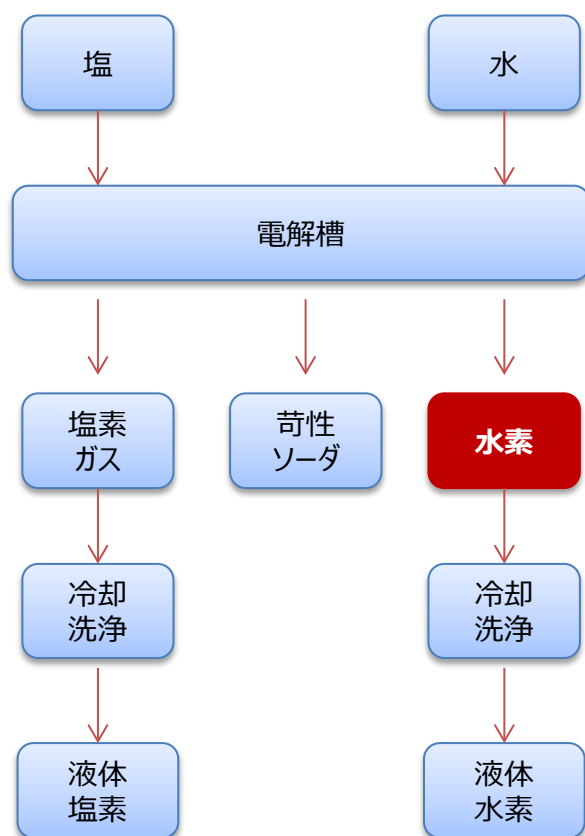 塩
水
電解槽
塩素
ガス
苛性
ソーダ
水素
冷却
洗浄
冷却
洗浄
液体
塩素
液体
水素